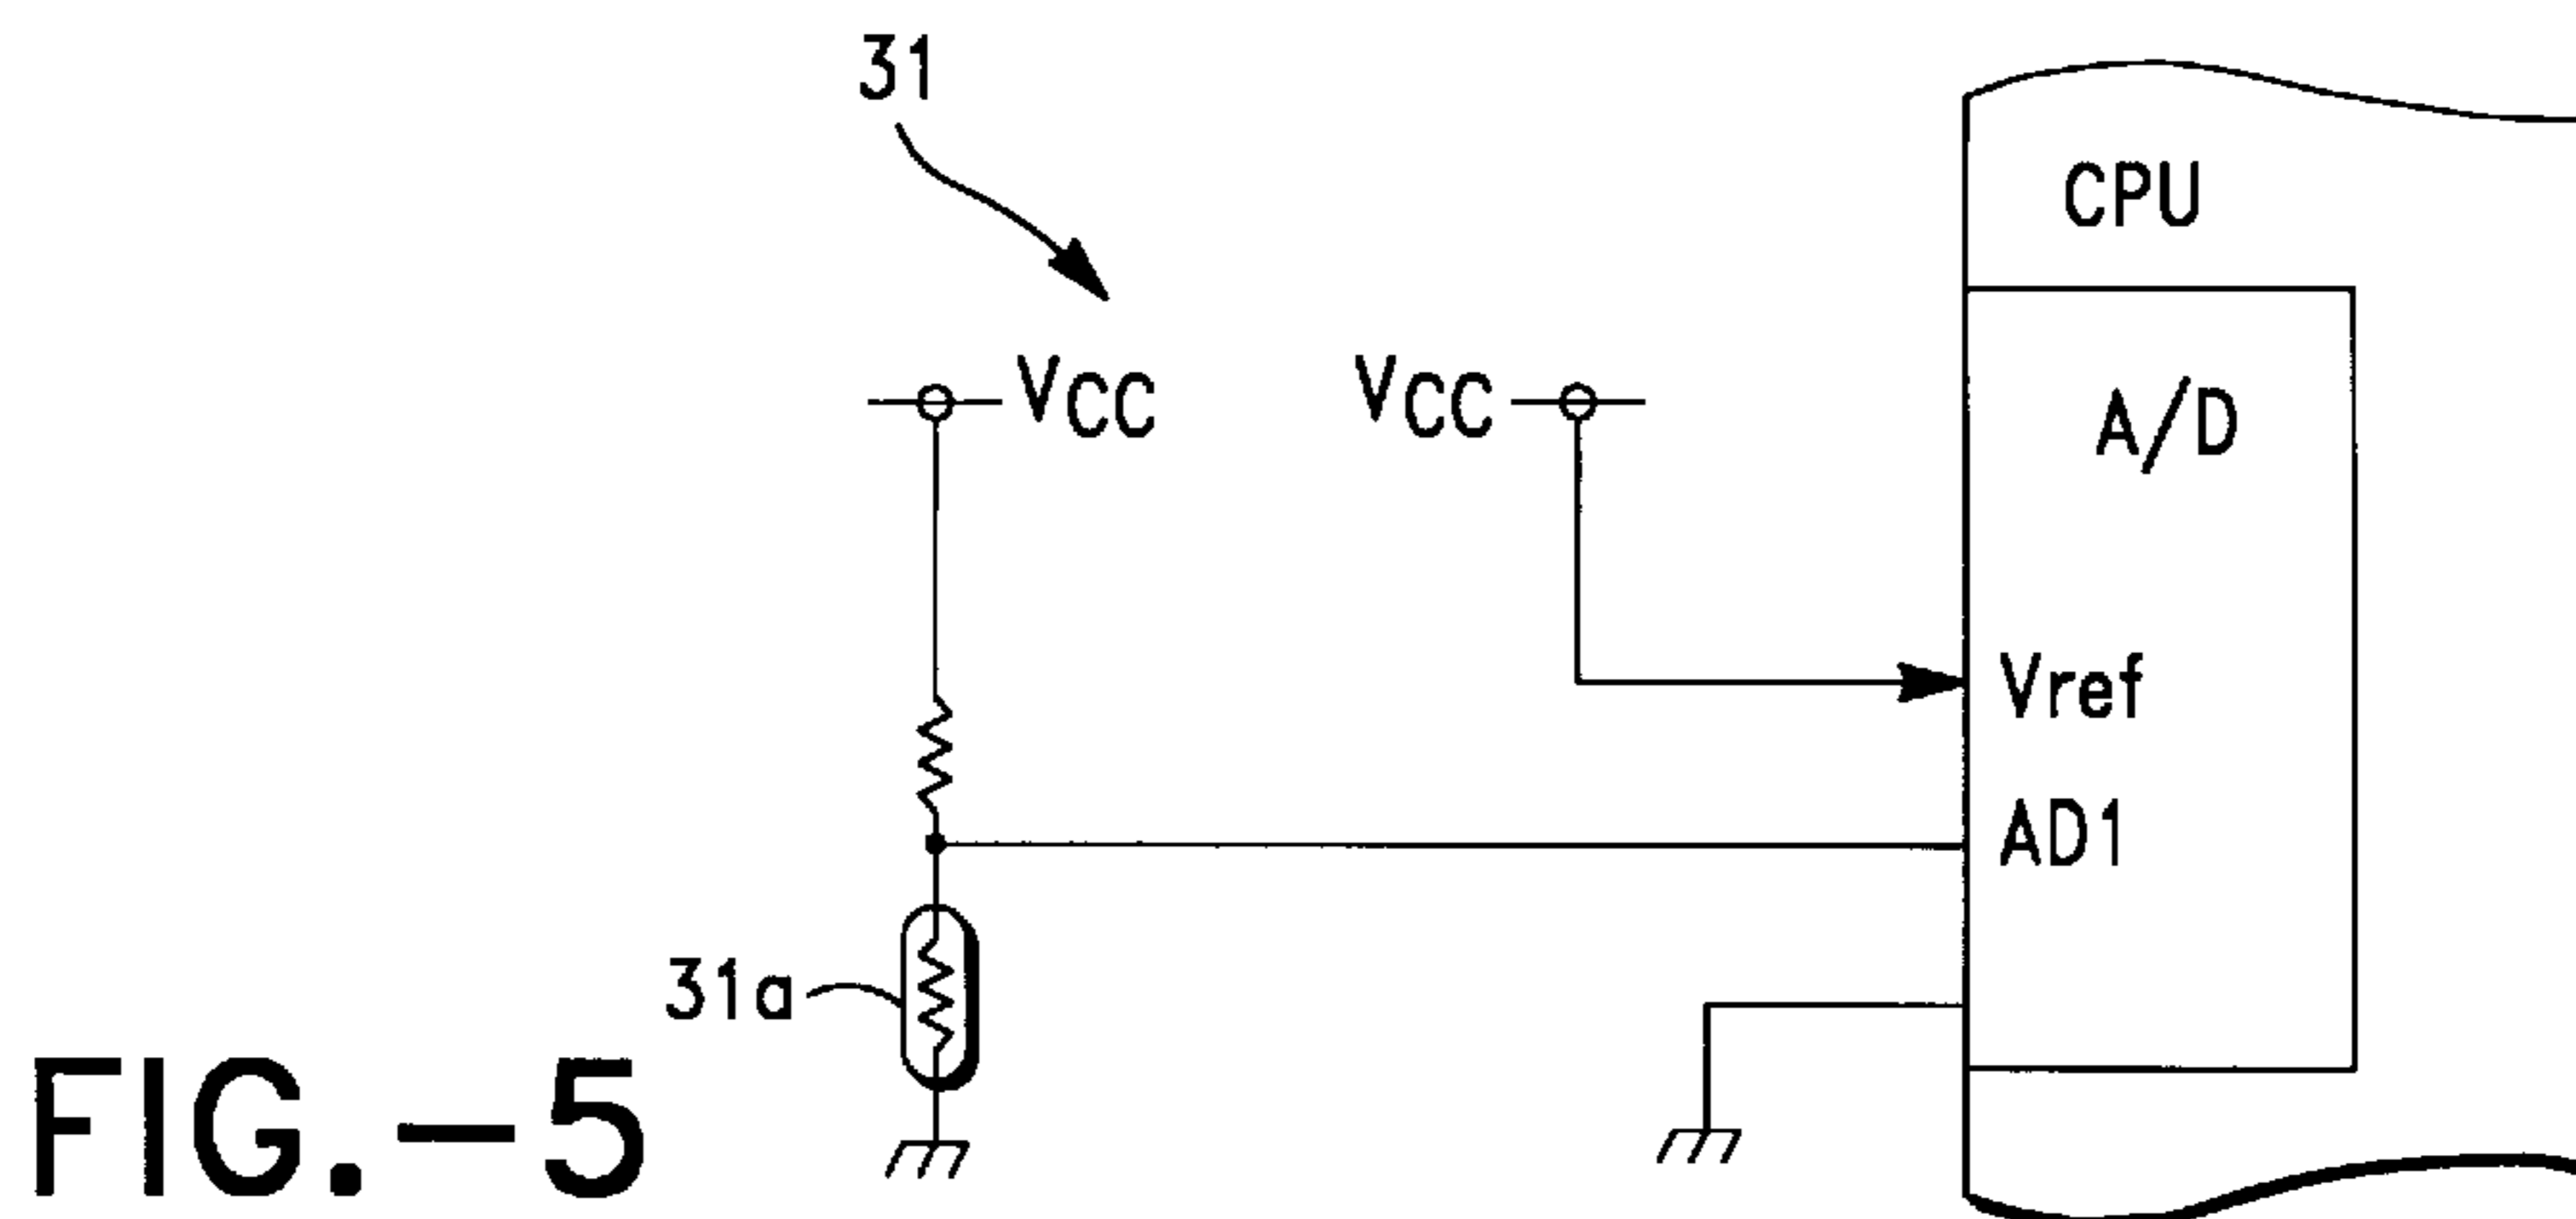 31
CPU
VCC
VCC
A/D
Vref
AD1
31a
FIG.-5